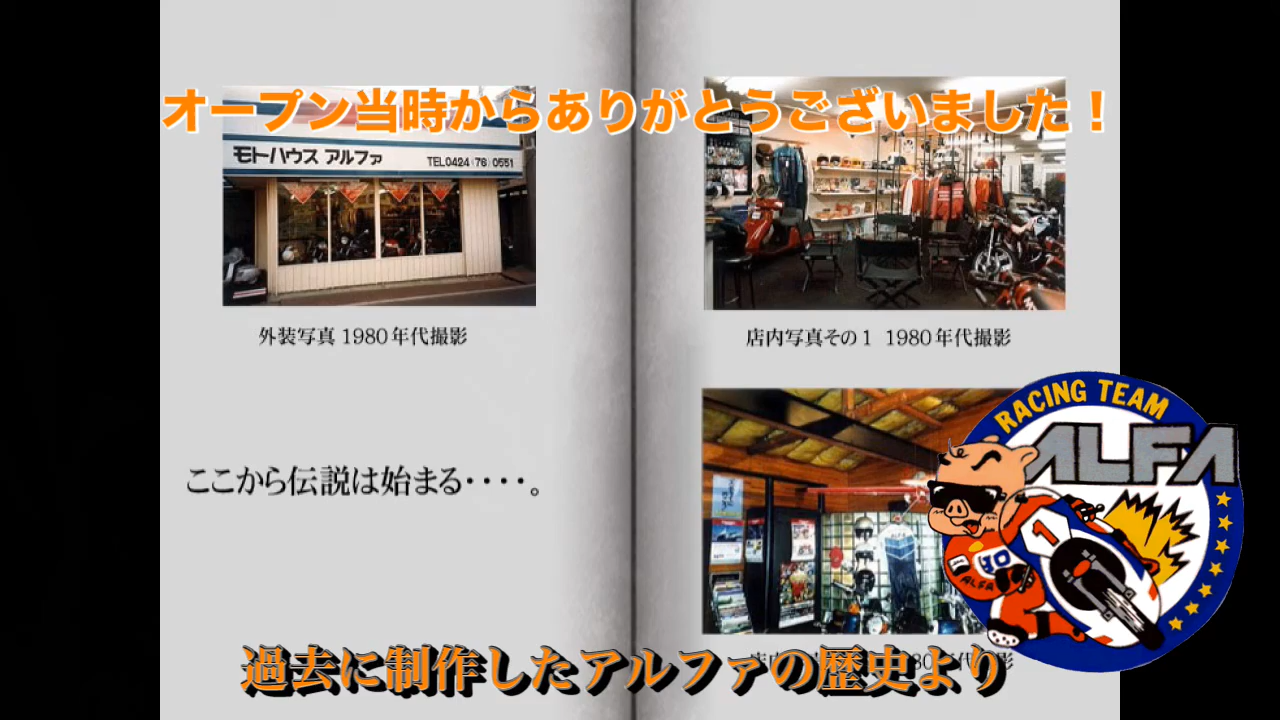 オープン当時からありがとうございました！
モトハウス アルファ
TEL0424（76）0551
外装写真 1980年代撮影
店内写真その１ 1980年代撮影
ここから伝説は始まる・・・・。
RACING TEAM
ALFA
1
ALFA
過去に制作したアルファの歴史より